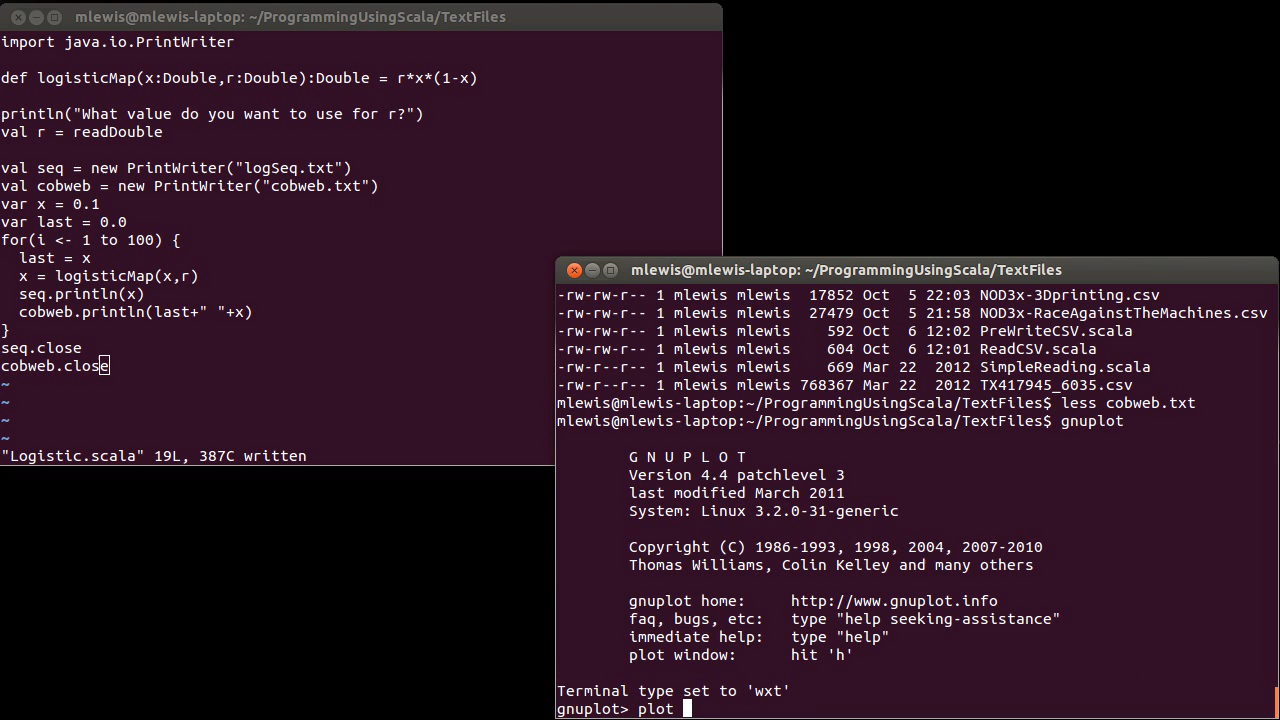 mlewis@mlewis-laptop: ~/ProgrammingUsingScala/TextFiles
import java.io.PrintWriter
def logisticMap(x:Double,r:Double):Double = r*x*(1-x)
println("What value do you want to use for r?")
val r = readDouble
val seq = new PrintWriter("logSeq.txt")
val cobweb = new PrintWriter("cobweb.txt")
var x = 0.1
var last = 0.0
for(i <- 1 to 100) {
  last = x
  x = logisticMap(x,r)
  seq.println(x)
  cobweb.println(last+" "+x)
}
seq.close
cobweb.close
~
~
~
~
"Logistic.scala" 19L, 387C written
mlewis@mlewis-laptop: ~/ProgrammingUsingScala/TextFiles
-rw-rw-r-- 1 mlewis mlewis  17852 Oct  5 22:03 NOD3x-3Dprinting.csv
-rw-rw-r-- 1 mlewis mlewis  27479 Oct  5 21:58 NOD3x-RaceAgainstTheMachines.csv
-rw-rw-r-- 1 mlewis mlewis    592 Oct  6 12:02 PreWriteCSV.scala
-rw-rw-r-- 1 mlewis mlewis    604 Oct  6 12:01 ReadCSV.scala
-rw-r--r-- 1 mlewis mlewis    669 Mar 22  2012 SimpleReading.scala
-rw-r--r-- 1 mlewis mlewis 768367 Mar 22  2012 TX417945_6035.csv
mlewis@mlewis-laptop:~/ProgrammingUsingScala/TextFiles$ less cobweb.txt
mlewis@mlewis-laptop:~/ProgrammingUsingScala/TextFiles$ gnuplot
G N U P L O T
Version 4.4 patchlevel 3
last modified March 2011
System: Linux 3.2.0-31-generic
Copyright (C) 1986-1993, 1998, 2004, 2007-2010
Thomas Williams, Colin Kelley and many others
gnuplot home:     http://www.gnuplot.info
faq, bugs, etc:   type "help seeking-assistance"
immediate help:   type "help"
plot window:      hit 'h'
Terminal type set to 'wxt'
gnuplot> plot